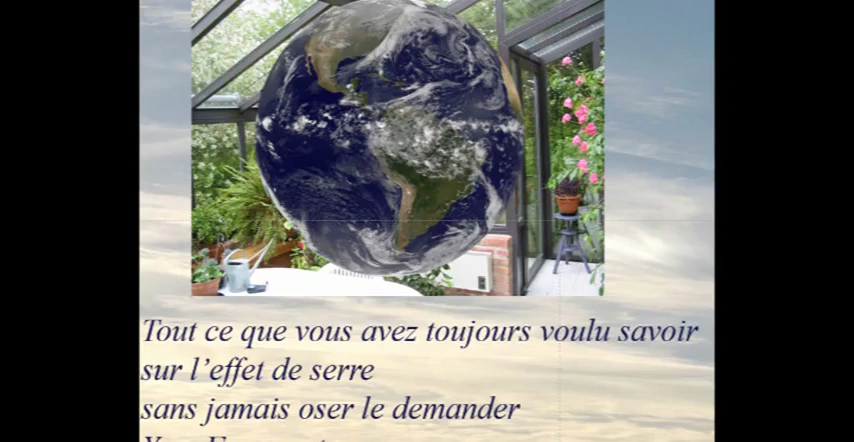 Tout ce que vous avez toujours voulu savoir
sur l’effet de serre
sans jamais oser le demander